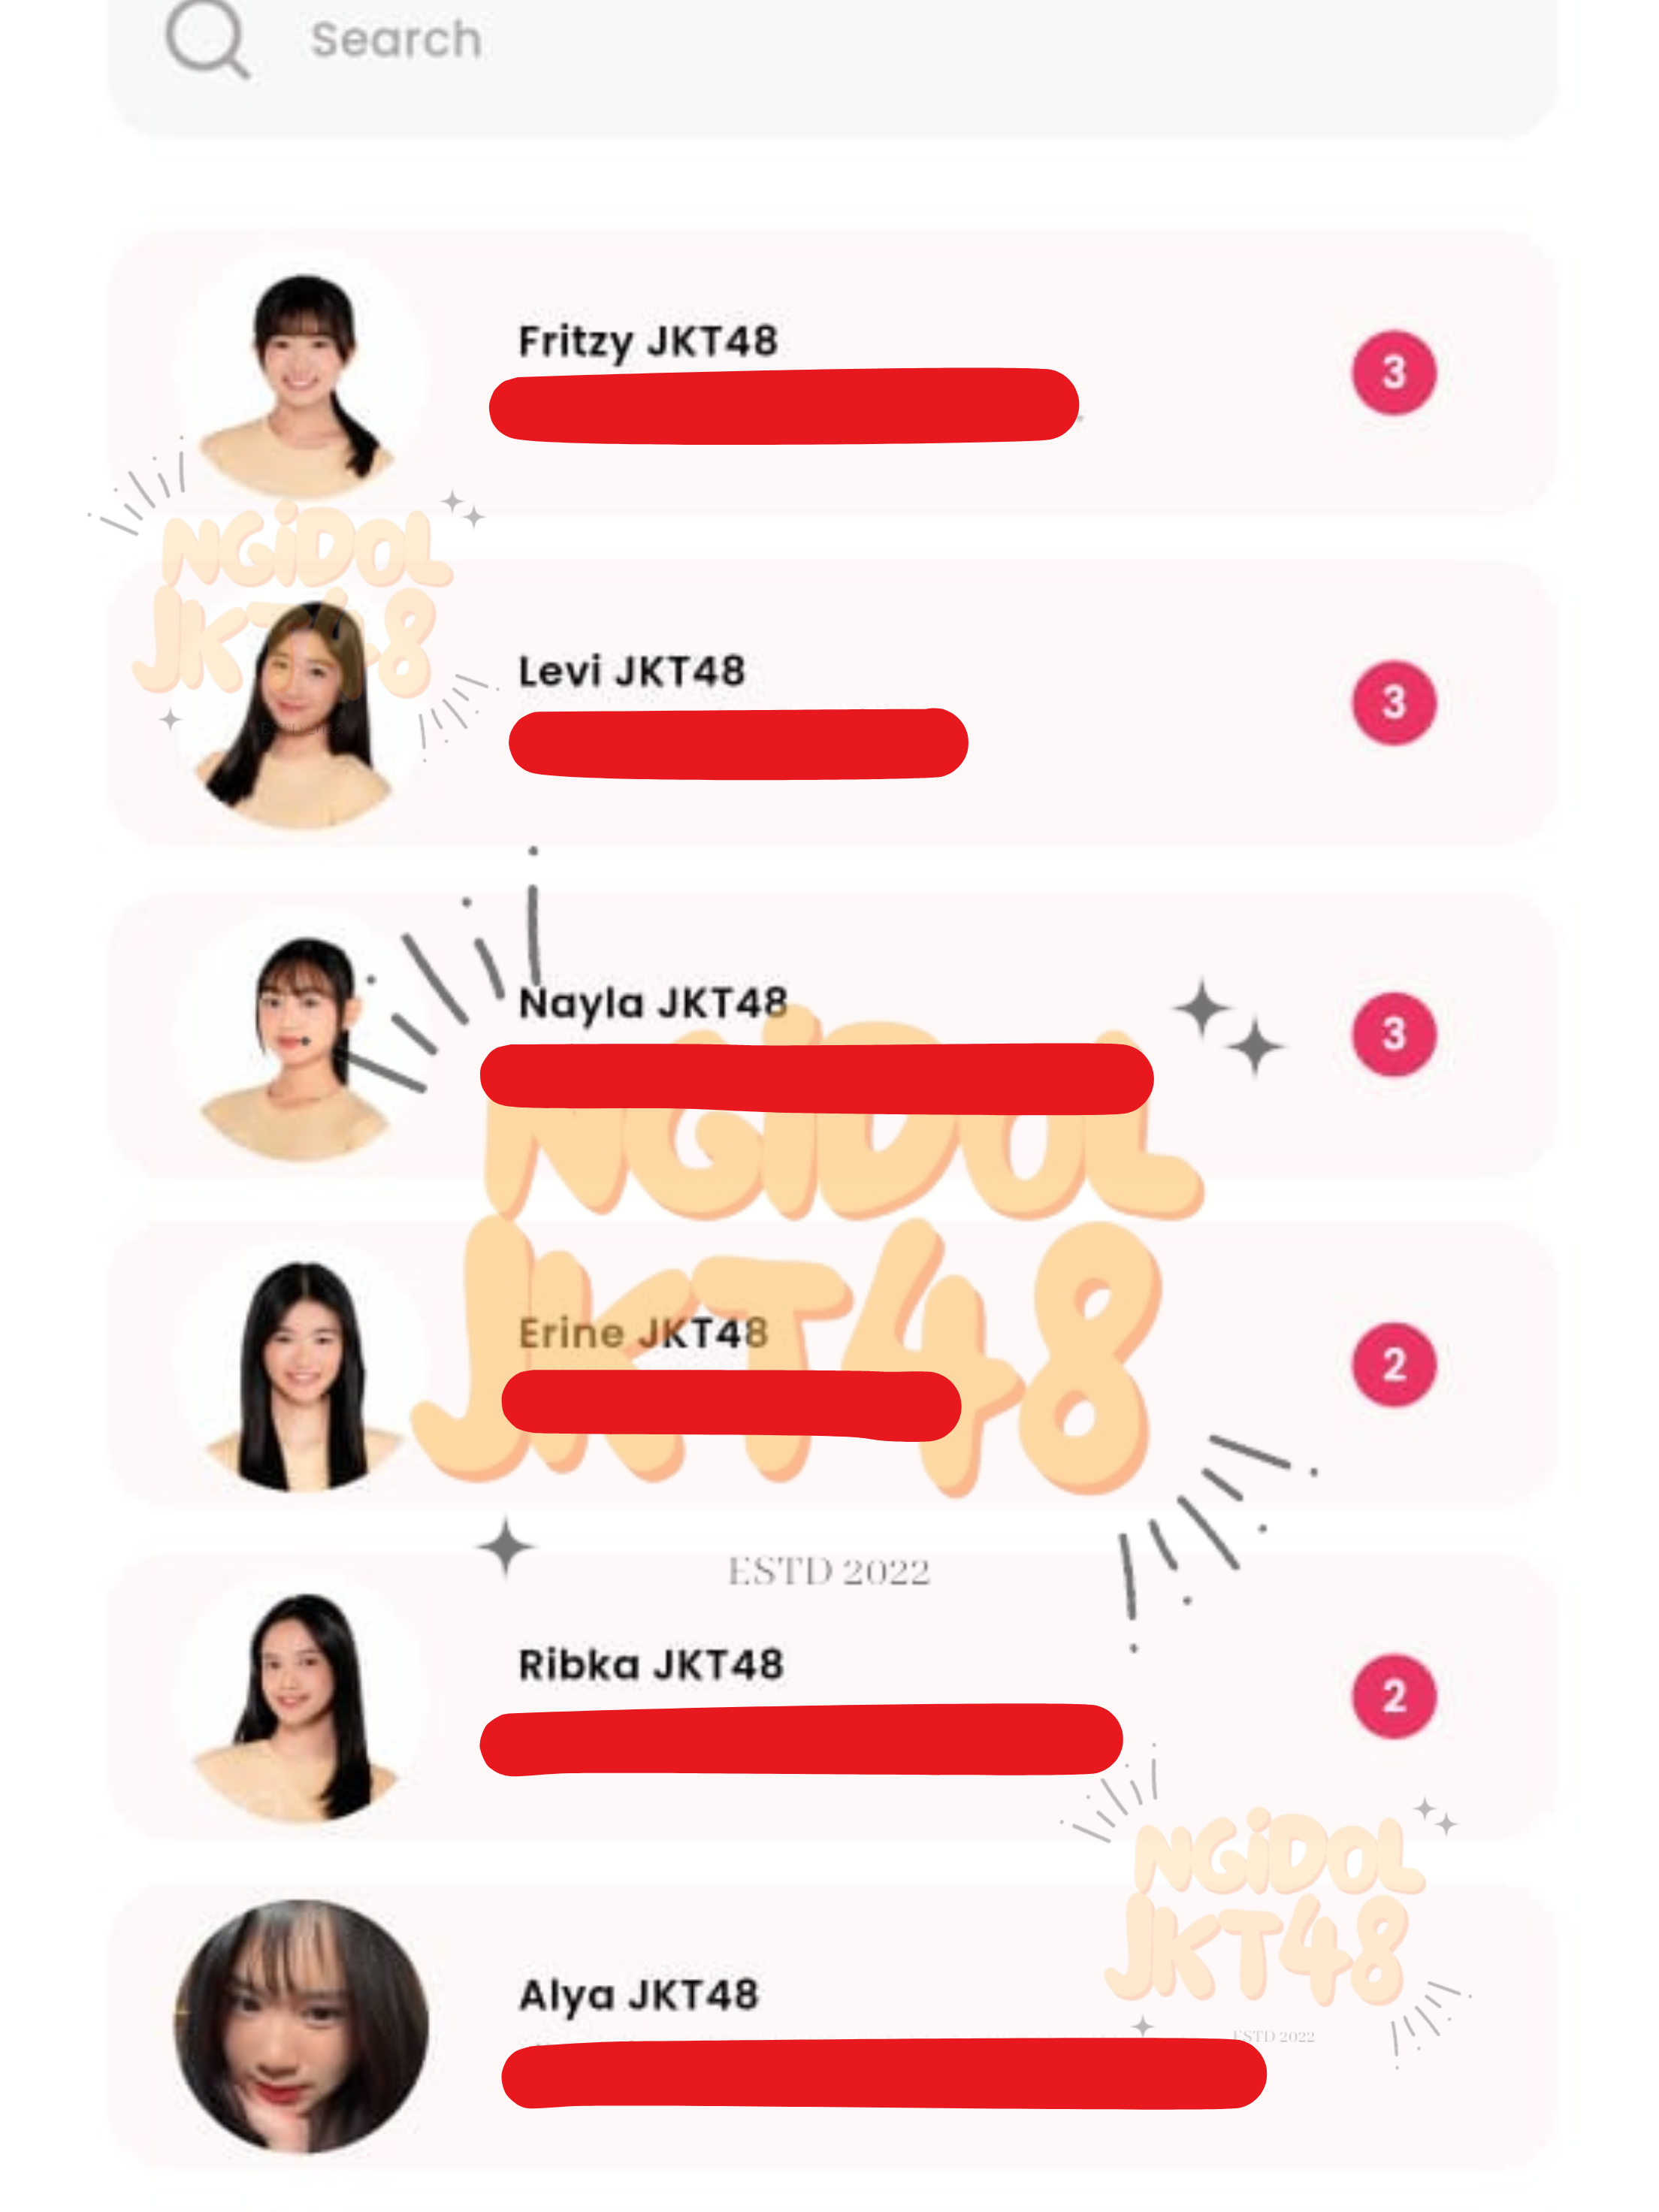 Search
Fritzy JKT48
3
NGiDOL
JKT48
Levi JKT48
3
Nayla JKT48
3
NGiDOL
JKT48
Erine JKT48
2
ESTD 2022
Ribka JKT48
2
NGiDOL
JKT48
ESTD 2022
Alya JKT48